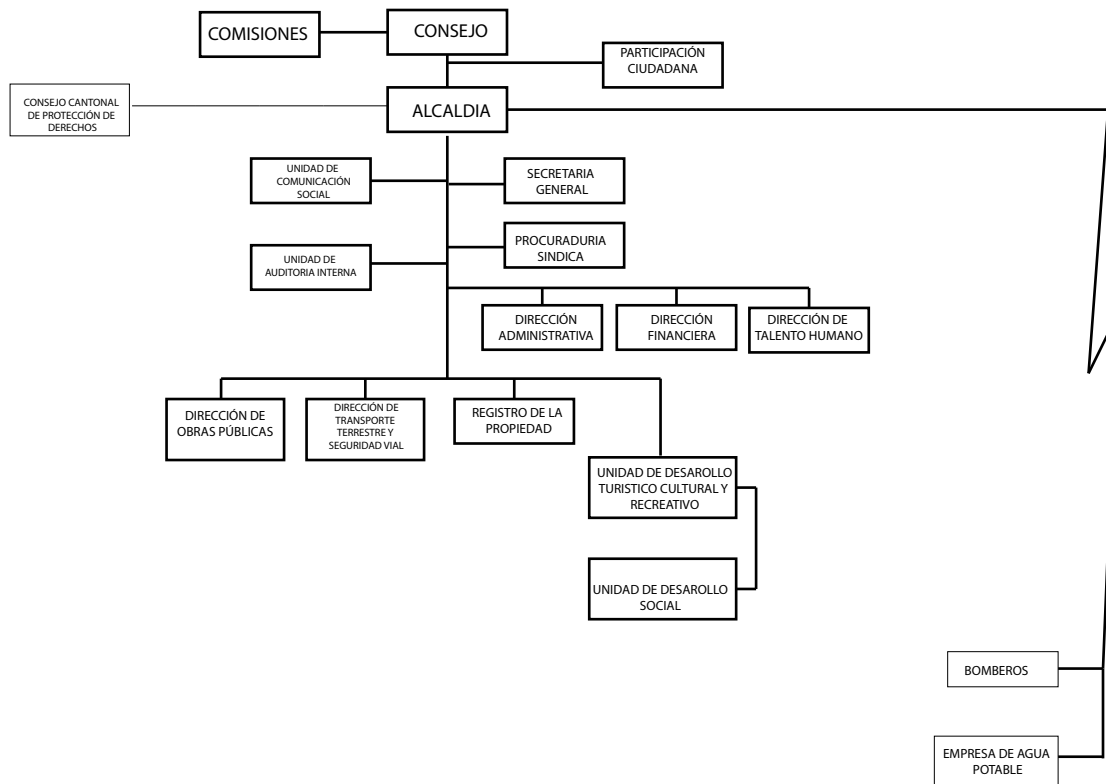 COMISIONES
CONSEJO
PARTICIPACIÓN
CIUDADANA
CONSEJO CANTONAL
DE PROTECCIÓN DE
DERECHOS
ALCALDIA
UNIDAD DE
COMUNICACIÓN
SOCIAL
SECRETARIA
GENERAL
PROCURADURIA
SINDICA
UNIDAD DE
AUDITORIA INTERNA
DIRECCIÓN
ADMINISTRATIVA
DIRECCIÓN
FINANCIERA
DIRECCIÓN DE
TALENTO HUMANO
DIRECCIÓN DE
OBRAS PÚBLICAS
DIRECCIÓN DE
TRANSPORTE
TERRESTRE Y
SEGURIDAD VIAL
REGISTRO DE LA
PROPIEDAD
UNIDAD DE DESAROLLO
TURISTICO CULTURAL Y
RECREATIVO
UNIDAD DE DESAROLLO
SOCIAL
BOMBEROS
EMPRESA DE AGUA
POTABLE